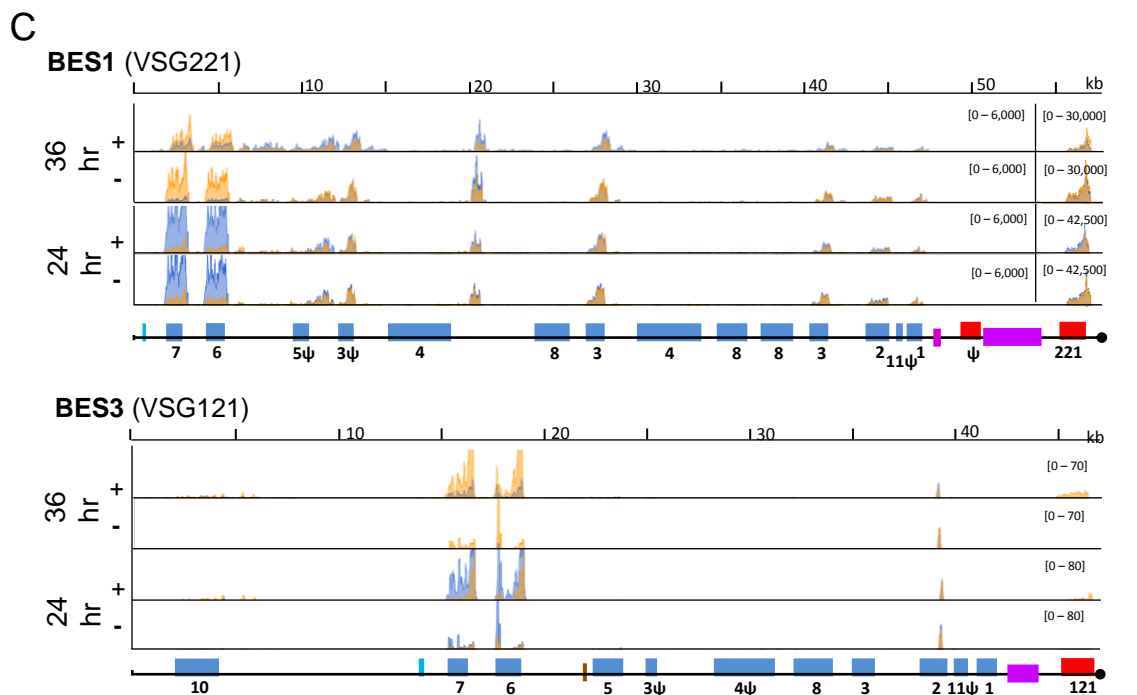 C
BES1 (VSG221)
10 20 30 40 50 kb
36 hr + [0 – 6,000] [0 – 30,000]
- [0 – 6,000] [0 – 30,000]
24 hr + [0 – 6,000] [0 – 42,500]
- [0 – 6,000] [0 – 42,500]
7 6 5ψ 3ψ 4 8 3 4 8 8 3 2 11ψ 1 ψ 221
BES3 (VSG121)
10 20 30 40 kb
36 hr + [0 – 70]
- [0 – 70]
24 hr + [0 – 80]
- [0 – 80]
10 7 6 5 3ψ 4ψ 8 3 2 11ψ 1 121